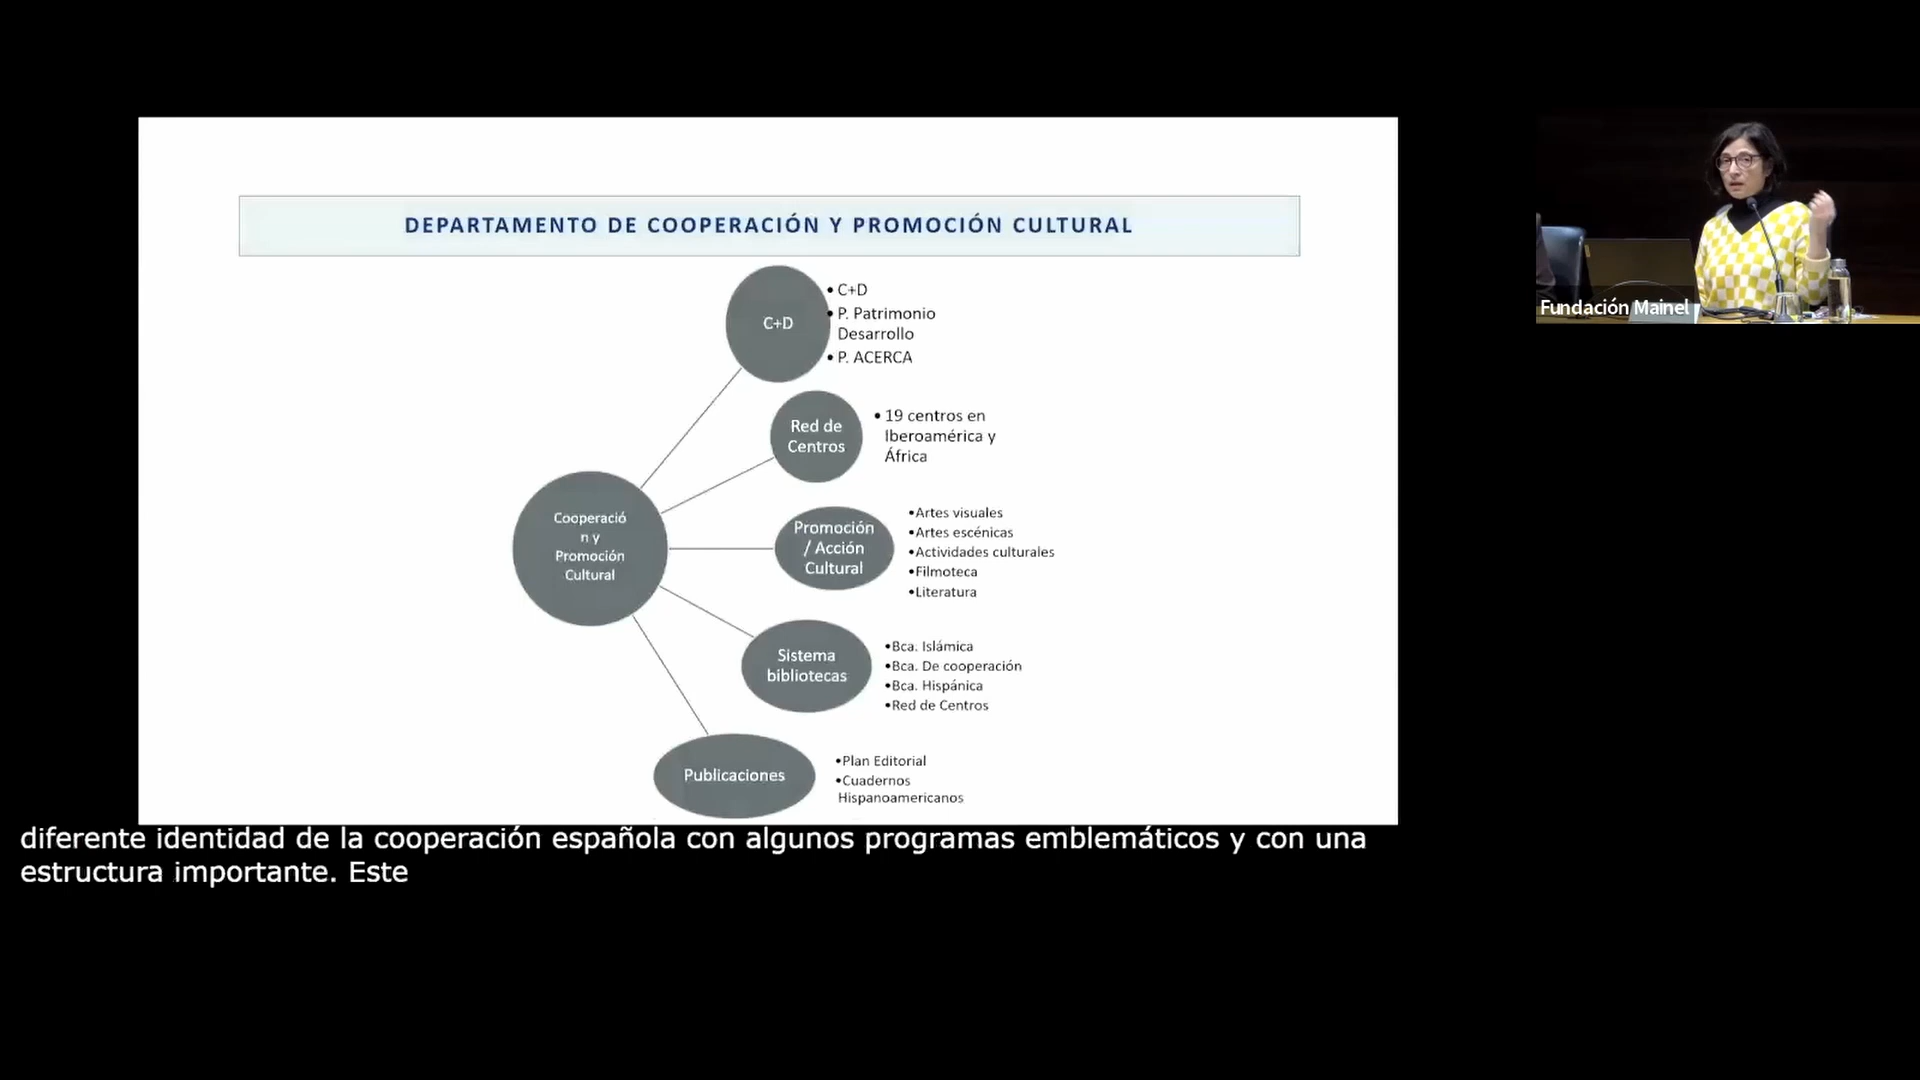 DEPARTAMENTO DE COOPERACIÓN Y PROMOCIÓN CULTURAL
C+D
• C+D
• P. Patrimonio
Desarrollo
• P. ACERCA
Red de
Centros
• 19 centros en
Iberoamérica y
África
Cooperació
n y
Promoción
Cultural
Promoción
/ Acción
Cultural
•Artes visuales
•Artes escénicas
•Actividades culturales
•Filmoteca
•Literatura
Sistema
bibliotecas
•Bca. Islámica
•Bca. De cooperación
•Bca. Hispánica
•Red de Centros
Publicaciones
•Plan Editorial
•Cuadernos
Hispanoamericanos
Fundación Mainel
diferente identidad de la cooperación española con algunos programas emblemáticos y con una
estructura importante. Este